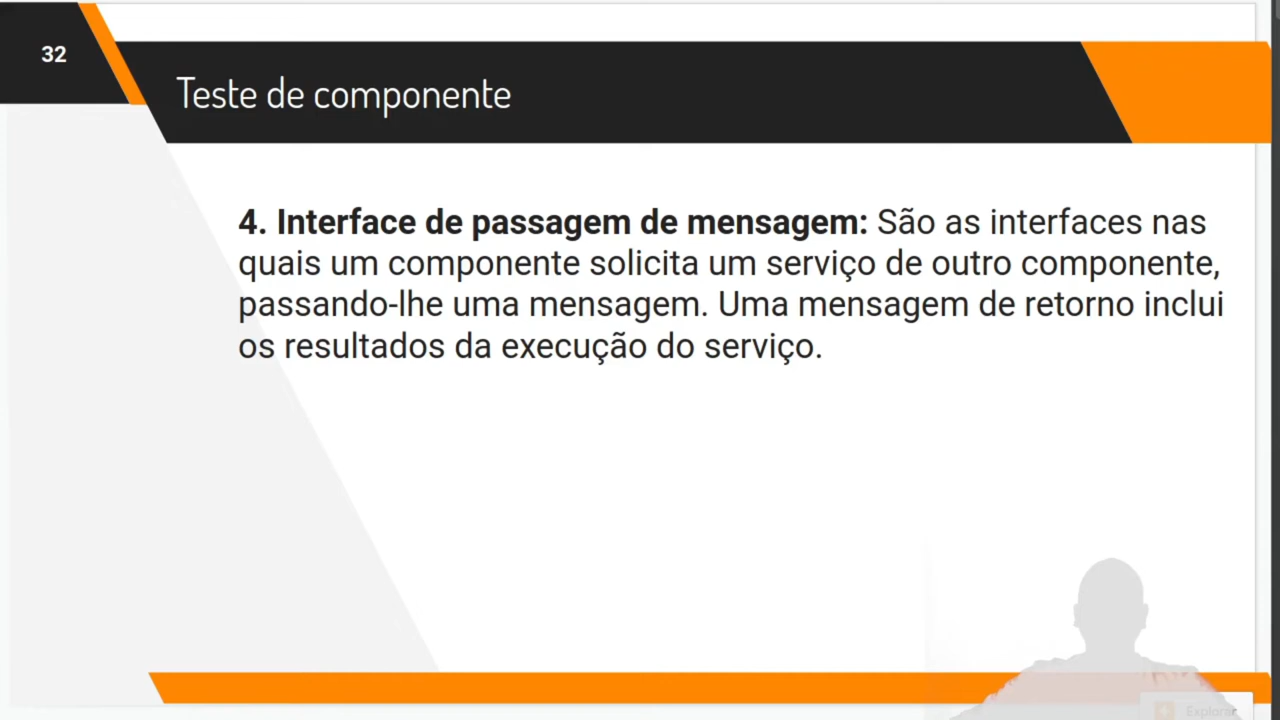 32
Teste de componente
4. Interface de passagem de mensagem: São as interfaces nas
quais um componente solicita um serviço de outro componente,
passando-lhe uma mensagem. Uma mensagem de retorno inclui
os resultados da execução do serviço.
Explorar